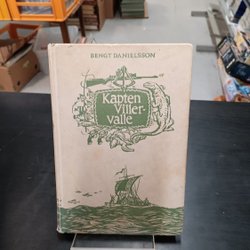 BENGT DANIELSSON
Kapten
Viller-
valle